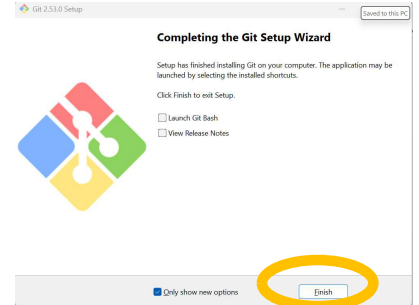 Git 2.53.0 Setup
Saved to this PC
Completing the Git Setup Wizard
Setup has finished installing Git on your computer. The application may be
launched by selecting the installed shortcuts.
Click Finish to exit Setup.
Launch Git Bash
View Release Notes
Only show new options
Finish